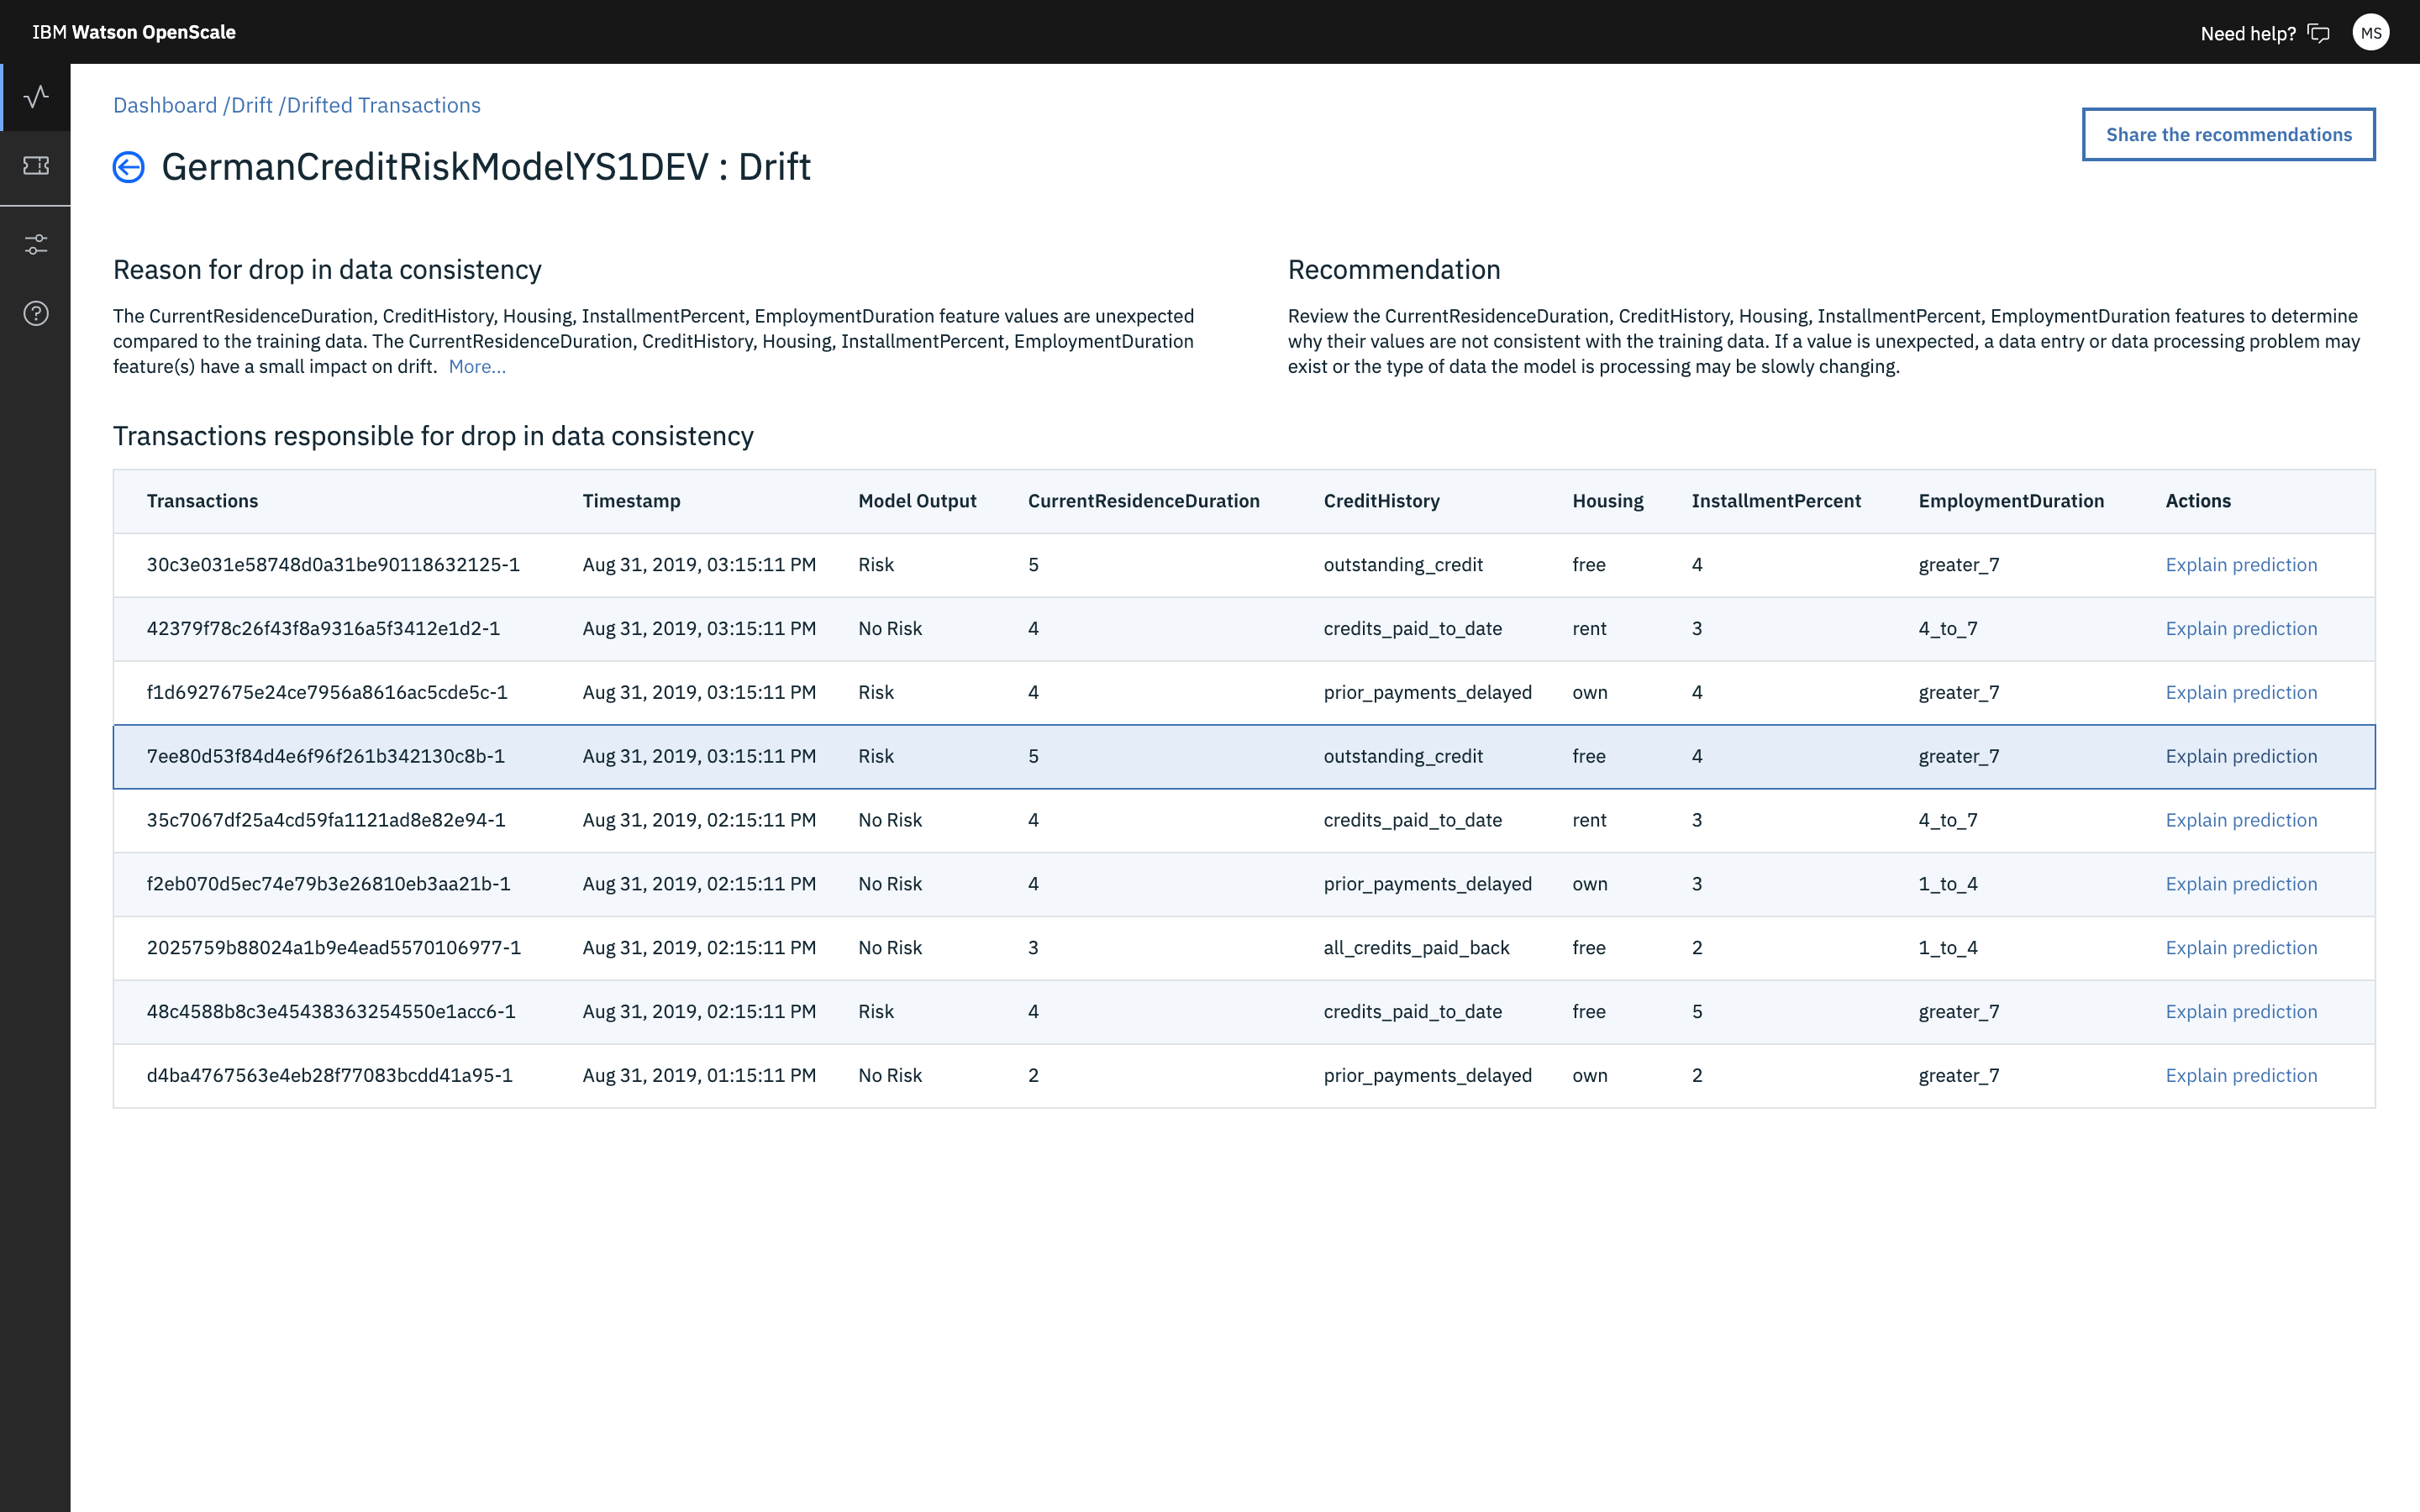 IBM Watson OpenScale
Need help?
MS
Dashboard /Drift /Drifted Transactions
Share the recommendations
GermanCreditRiskModelYS1DEV : Drift
Reason for drop in data consistency
The CurrentResidenceDuration, CreditHistory, Housing, InstallmentPercent, EmploymentDuration feature values are unexpected
compared to the training data. The CurrentResidenceDuration, CreditHistory, Housing, InstallmentPercent, EmploymentDuration
feature(s) have a small impact on drift. More...
Recommendation
Review the CurrentResidenceDuration, CreditHistory, Housing, InstallmentPercent, EmploymentDuration features to determine
why their values are not consistent with the training data. If a value is unexpected, a data entry or data processing problem may
exist or the type of data the model is processing may be slowly changing.
Transactions responsible for drop in data consistency
Transactions Timestamp Model Output CurrentResidenceDuration CreditHistory Housing InstallmentPercent EmploymentDuration Actions
30c3e031e58748d0a31be90118632125-1 Aug 31, 2019, 03:15:11 PM Risk 5 outstanding_credit free 4 greater_7 Explain prediction
42379f78c26f43f8a9316a5f3412e1d2-1 Aug 31, 2019, 03:15:11 PM No Risk 4 credits_paid_to_date rent 3 4_to_7 Explain prediction
f1d6927675e24ce7956a8616ac5cde5c-1 Aug 31, 2019, 03:15:11 PM Risk 4 prior_payments_delayed own 4 greater_7 Explain prediction
7ee80d53f84d4e6f96f261b342130c8b-1 Aug 31, 2019, 03:15:11 PM Risk 5 outstanding_credit free 4 greater_7 Explain prediction
35c7067df25a4cd59fa1121ad8e82e94-1 Aug 31, 2019, 02:15:11 PM No Risk 4 credits_paid_to_date rent 3 4_to_7 Explain prediction
f2eb070d5ec74e79b3e26810eb3aa21b-1 Aug 31, 2019, 02:15:11 PM No Risk 4 prior_payments_delayed own 3 1_to_4 Explain prediction
2025759b88024a1b9e4ead5570106977-1 Aug 31, 2019, 02:15:11 PM No Risk 3 all_credits_paid_back free 2 1_to_4 Explain prediction
48c4588b8c3e45438363254550e1acc6-1 Aug 31, 2019, 02:15:11 PM Risk 4 credits_paid_to_date free 5 greater_7 Explain prediction
d4ba4767563e4eb28f77083bcdd41a95-1 Aug 31, 2019, 01:15:11 PM No Risk 2 prior_payments_delayed own 2 greater_7 Explain prediction